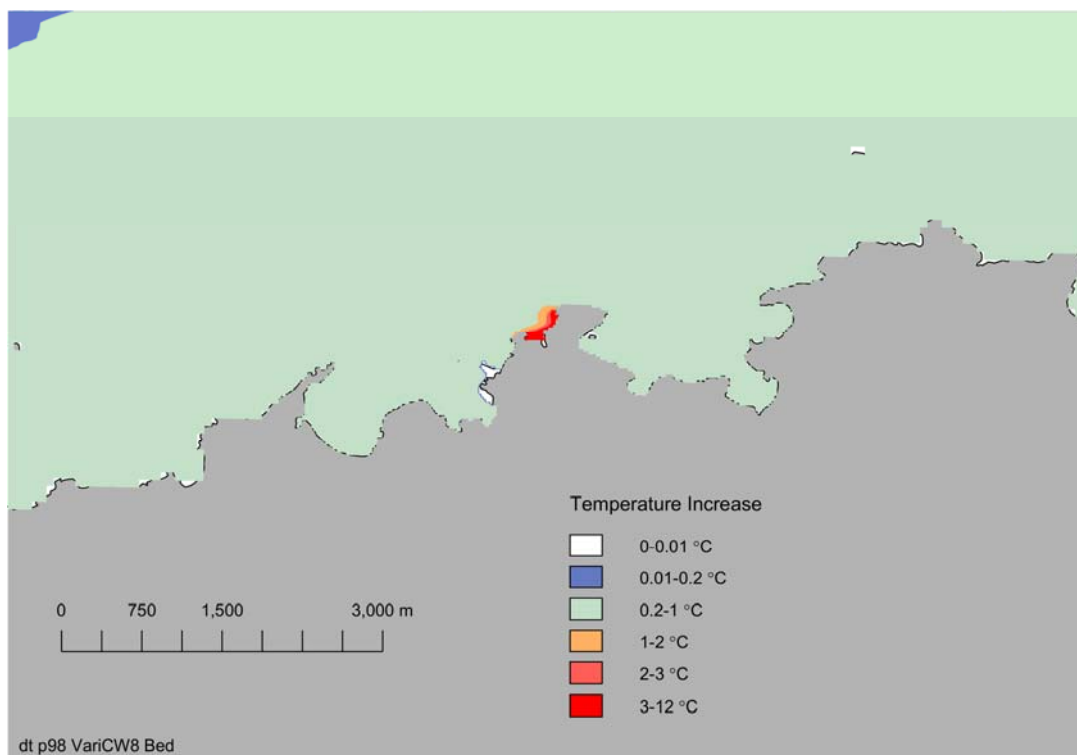 Temperature Increase
0-0.01 °C
0.01-0.2 °C
0.2-1 °C
1-2 °C
2-3 °C
3-12 °C
0 750 1,500 3,000 m
dt p98 VariCW8 Bed